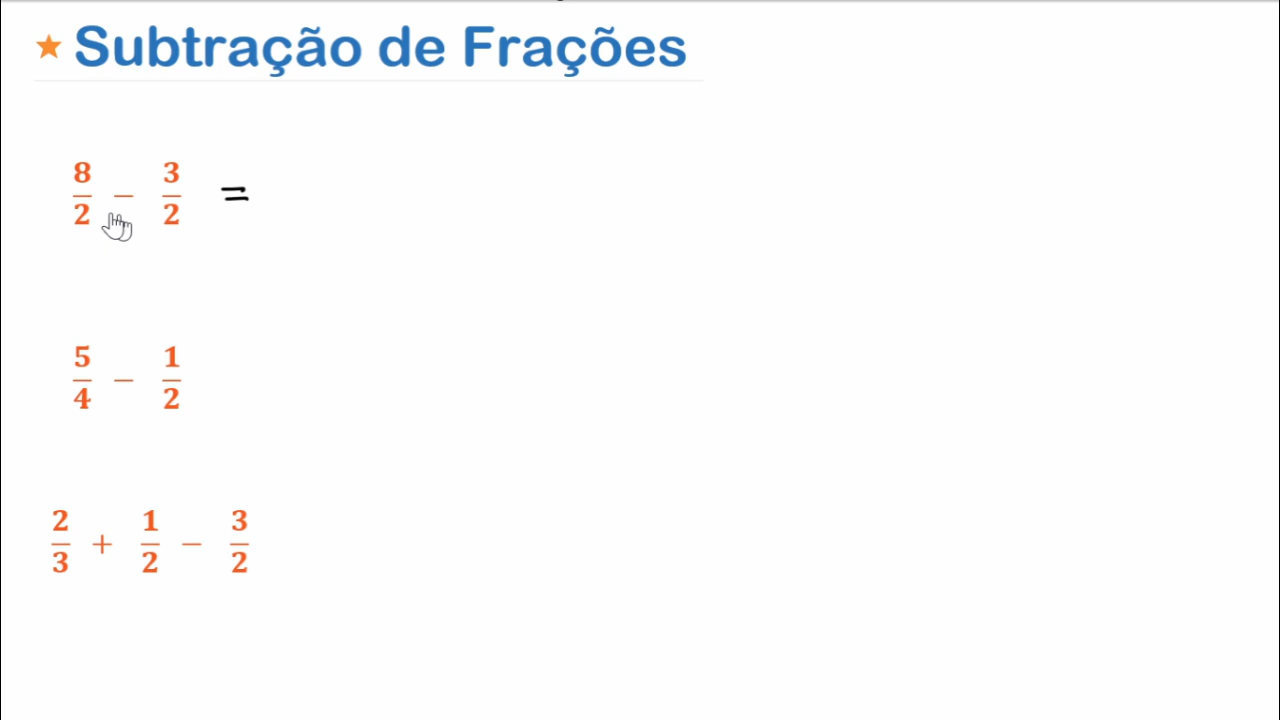 Subtração de Frações
8/2 − 3/2 =
5/4 − 1/2
2/3 + 1/2 − 3/2